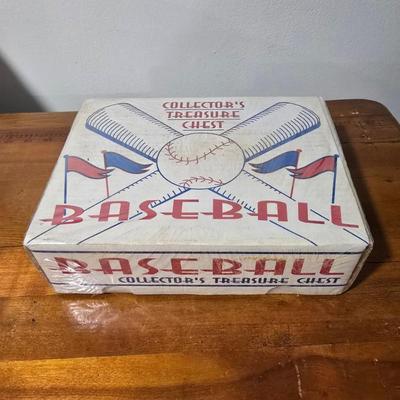 COLLECTOR'S
TREASURE
CHEST
BASEBALL
BASEBALL
COLLECTOR'S TREASURE CHEST